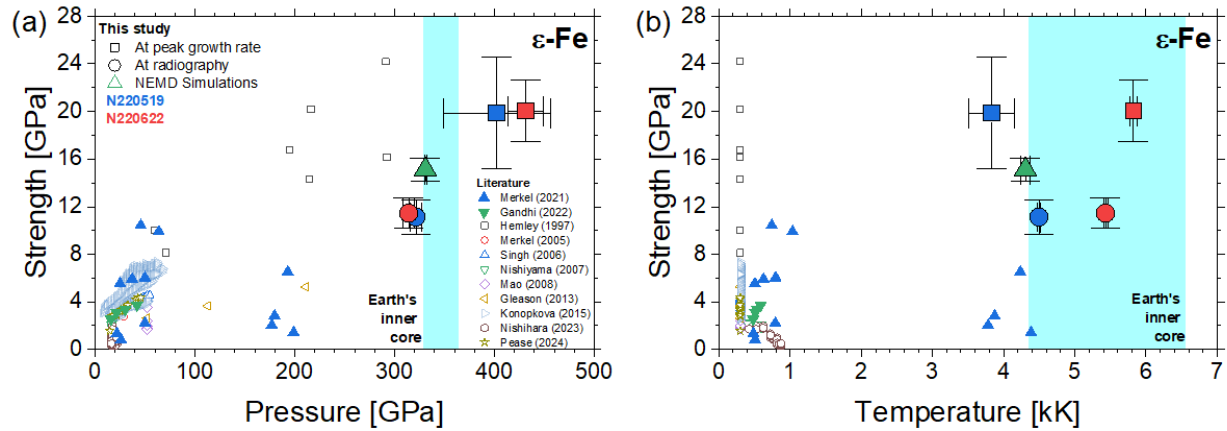 (a)
28
24
20
16
12
8
4
0
Strength [GPa]
This study
At peak growth rate
At radiography
NEMD Simulations
N220519
N220622
ε-Fe
Literature
Merkel (2021)
Gandhi (2022)
Hemley (1997)
Merkel (2005)
Singh (2006)
Nishiyama (2007)
Mao (2008)
Gleason (2013)
Konopkova (2015)
Nishihara (2023)
Pease (2024)
Earth's
inner
core
0 100 200 300 400 500
Pressure [GPa]
(b)
28
24
20
16
12
8
4
0
Strength [GPa]
ε-Fe
Earth's
inner
core
0 1 2 3 4 5 6 7
Temperature [kK]